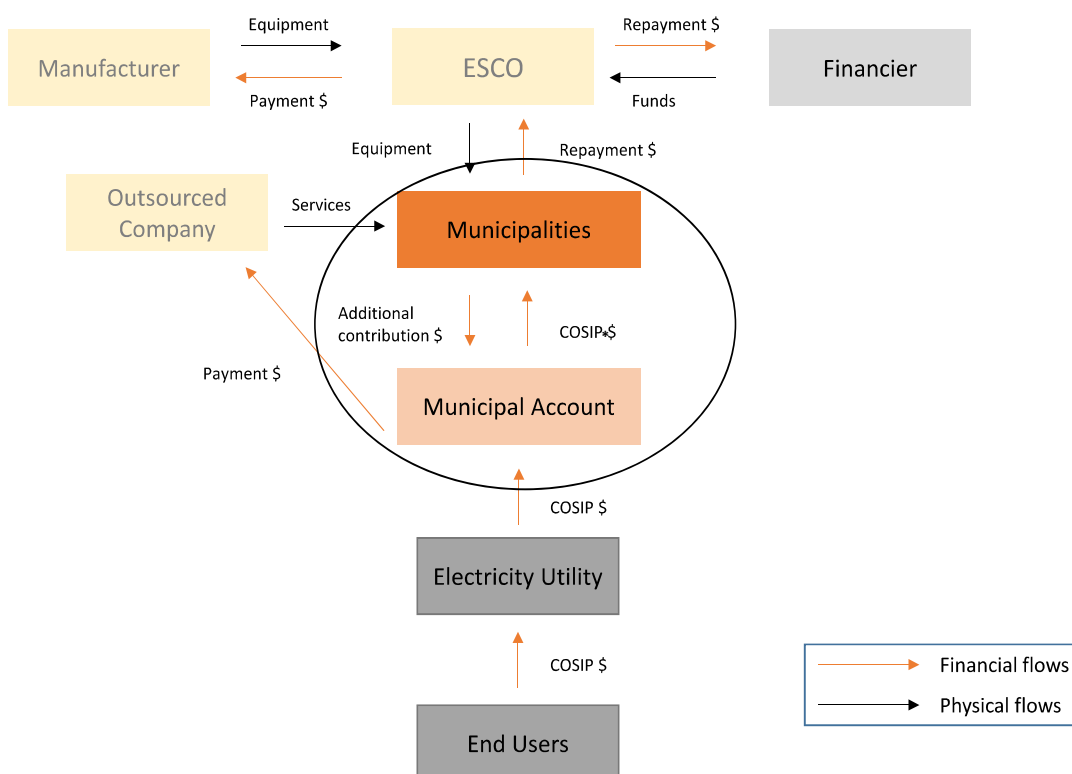 Equipment
Repayment $
Manufacturer
ESCO
Financier
Payment $
Funds
Equipment
Repayment $
Outsourced
Company
Services
Municipalities
Additional
contribution $
COSIP*$
Payment $
Municipal Account
COSIP $
Electricity Utility
COSIP $
Financial flows
Physical flows
End Users